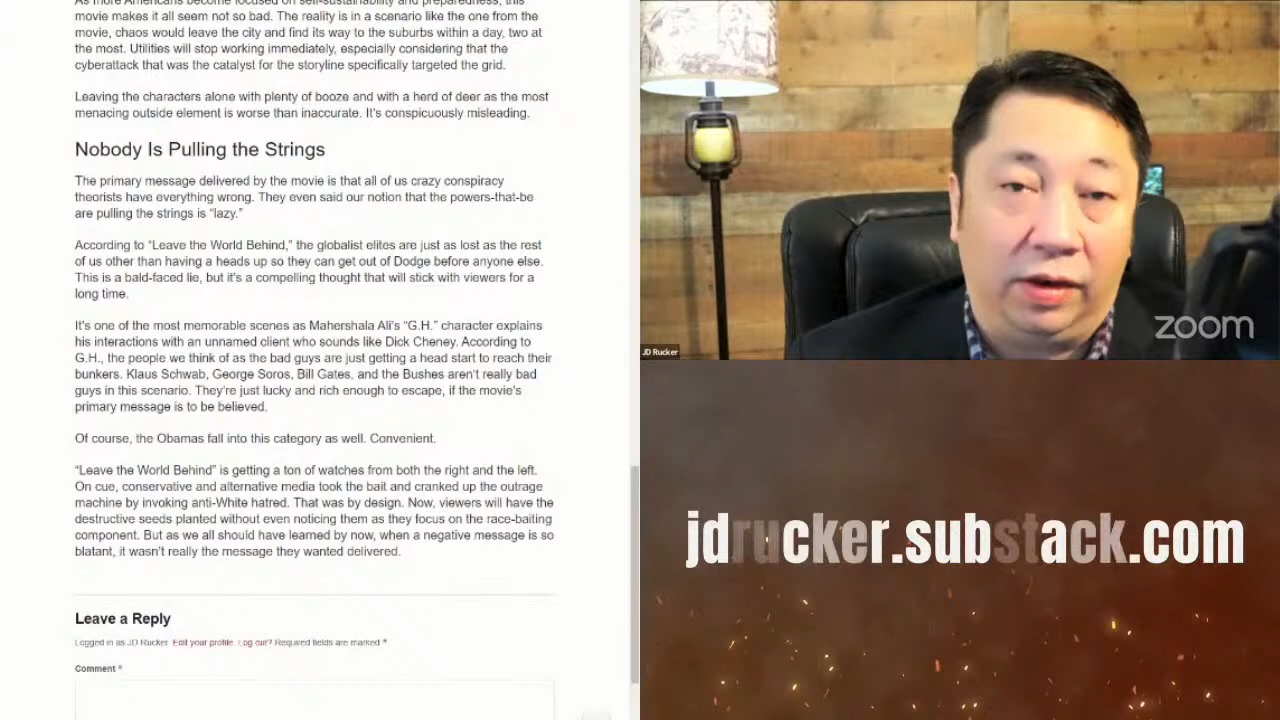 As more Americans become focused on self-sustainability and preparedness, this
movie makes it all seem not so bad. The reality is in a scenario like the one from the
movie, chaos would leave the city and find its way to the suburbs within a day, two at
the most. Utilities will stop working immediately, especially considering that the
cyberattack that was the catalyst for the storyline specifically targeted the grid.
Leaving the characters alone with plenty of booze and with a herd of deer as the most
menacing outside element is worse than inaccurate. It's conspicuously misleading.
Nobody Is Pulling the Strings
The primary message delivered by the movie is that all of us crazy conspiracy
theorists have everything wrong. They even said our notion that the powers-that-be
are pulling the strings is “lazy.”
According to “Leave the World Behind,” the globalist elites are just as lost as the rest
of us other than having a heads up so they can get out of Dodge before anyone else.
This is a bald-faced lie, but it's a compelling thought that will stick with viewers for a
long time.
It's one of the most memorable scenes as Mahershala Ali's “G.H.” character explains
his interactions with an unnamed client who sounds like Dick Cheney. According to
G.H., the people we think of as the bad guys are just getting a head start to reach their
bunkers. Klaus Schwab, George Soros, Bill Gates, and the Bushes aren't really bad
guys in this scenario. They're just lucky and rich enough to escape, if the movie's
primary message is to be believed.
Of course, the Obamas fall into this category as well. Convenient.
“Leave the World Behind” is getting a ton of watches from both the right and the left.
On cue, conservative and alternative media took the bait and cranked up the outrage
machine by invoking anti-White hatred. That was by design. Now, viewers will have the
destructive seeds planted without even noticing them as they focus on the race-baiting
component. But as we all should have learned by now, when a negative message is so
blatant, it wasn't really the message they wanted delivered.
Leave a Reply
Logged in as JD Rucker. Edit your profile. Log out? Required fields are marked *
Comment *
zoom
JD Rucker
jdrucker.substack.com